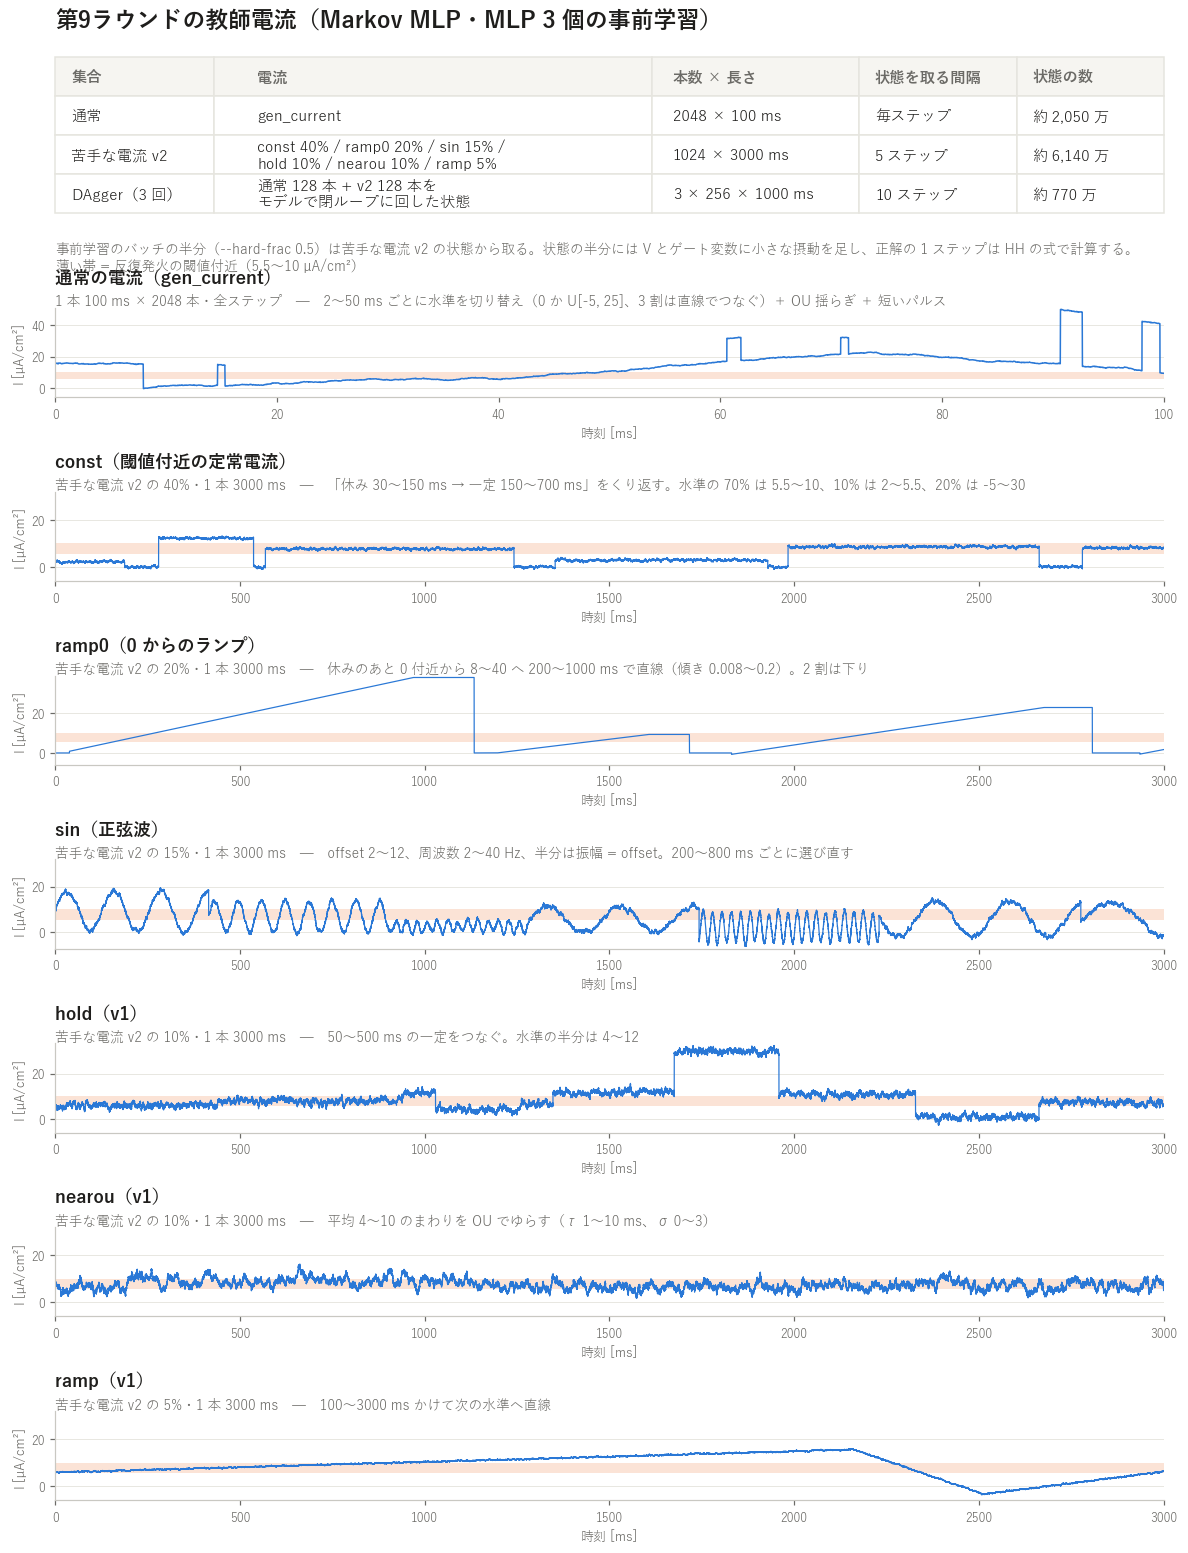 第9ラウンドの教師電流（Markov MLP・MLP 3 個の事前学習）
集合 電流 本数 × 長さ 状態を取る間隔 状態の数
通常 gen_current 2048 × 100 ms 毎ステップ 約 2,050 万
苦手な電流 v2 const 40% / ramp0 20% / sin 15% / 1024 × 3000 ms 5 ステップ 約 6,140 万
hold 10% / nearou 10% / ramp 5%
DAgger（3 回） 通常 128 本 + v2 128 本を 3 × 256 × 1000 ms 10 ステップ 約 770 万
モデルで閉ループに回した状態
事前学習のバッチの半分（--hard-frac 0.5）は苦手な電流 v2 の状態から取る。状態の半分には V とゲート変数に小さな摂動を足し、正解の 1 ステップは HH の式で計算する。
薄い帯 = 反復発火の閾値付近（5.5〜10 µA/cm²）
通常の電流（gen_current）
1 本 100 ms × 2048 本・全ステップ — 2〜50 ms ごとに水準を切り替え（0 か U[-5, 25]、3 割は直線でつなぐ）＋ OU 揺らぎ ＋ 短いパルス
I [µA/cm²]
40
20
0
0 20 40 60 80 100
時刻 [ms]
const（閾値付近の定常電流）
苦手な電流 v2 の 40%・1 本 3000 ms — 「休み 30〜150 ms → 一定 150〜700 ms」をくり返す。水準の 70% は 5.5〜10、10% は 2〜5.5、20% は -5〜30
I [µA/cm²]
20
0
0 500 1000 1500 2000 2500 3000
時刻 [ms]
ramp0（0 からのランプ）
苦手な電流 v2 の 20%・1 本 3000 ms — 休みのあと 0 付近から 8〜40 へ 200〜1000 ms で直線（傾き 0.008〜0.2）。2 割は下り
I [µA/cm²]
20
0
0 500 1000 1500 2000 2500 3000
時刻 [ms]
sin（正弦波）
苦手な電流 v2 の 15%・1 本 3000 ms — offset 2〜12、周波数 2〜40 Hz、半分は振幅 = offset。200〜800 ms ごとに選び直す
I [µA/cm²]
20
0
0 500 1000 1500 2000 2500 3000
時刻 [ms]
hold（v1）
苦手な電流 v2 の 10%・1 本 3000 ms — 50〜500 ms の一定をつなぐ。水準の半分は 4〜12
I [µA/cm²]
20
0
0 500 1000 1500 2000 2500 3000
時刻 [ms]
nearou（v1）
苦手な電流 v2 の 10%・1 本 3000 ms — 平均 4〜10 のまわりを OU でゆらす（τ 1〜10 ms、σ 0〜3）
I [µA/cm²]
20
0
0 500 1000 1500 2000 2500 3000
時刻 [ms]
ramp（v1）
苦手な電流 v2 の 5%・1 本 3000 ms — 100〜3000 ms かけて次の水準へ直線
I [µA/cm²]
20
0
0 500 1000 1500 2000 2500 3000
時刻 [ms]